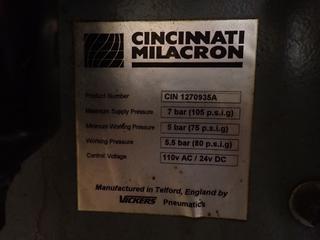 CINCINNATI
MILACRON
Product Number CIN 1270935A
Maximum Supply Pressure 7 bar (105 p.s.i.g)
Minimum Working Pressure 5 bar (75 p.s.i.g)
Working Pressure 5.5 bar (80 p.s.i.g)
Control Voltage 110v AC / 24v DC
Manufactured in Telford, England by
VICKERS Pneumatics